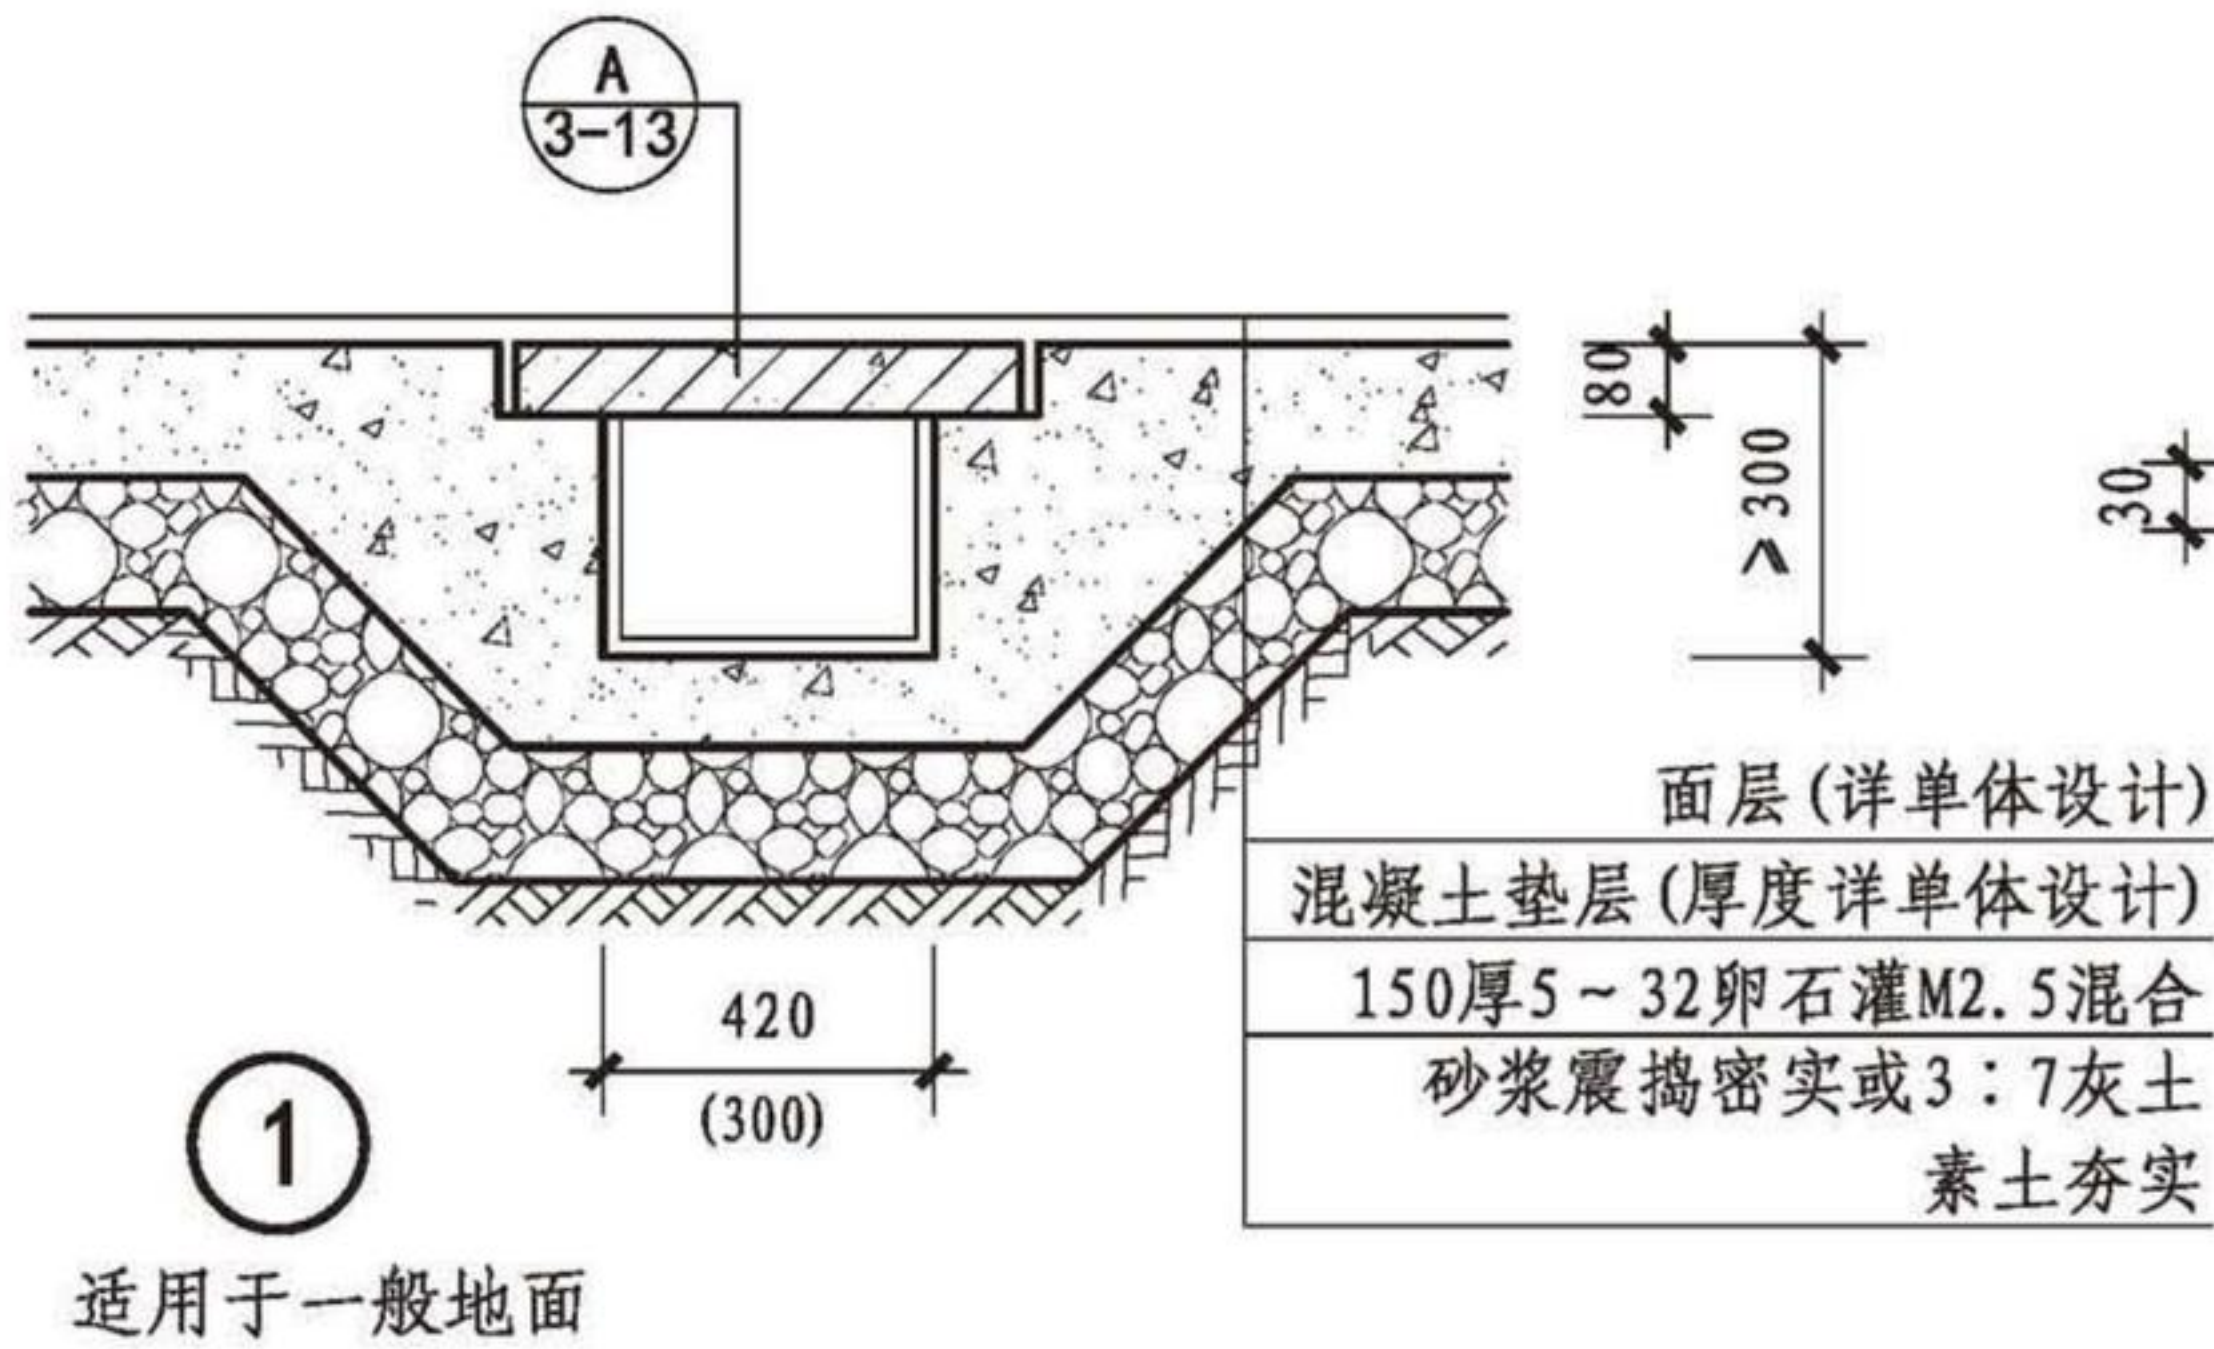 A
3-13
80
≥300
30
面层(详单体设计)
混凝土垫层(厚度详单体设计)
150厚5～32卵石灌M2.5混合
砂浆震捣密实或3：7灰土
素土夯实
420
(300)
1
适用于一般地面